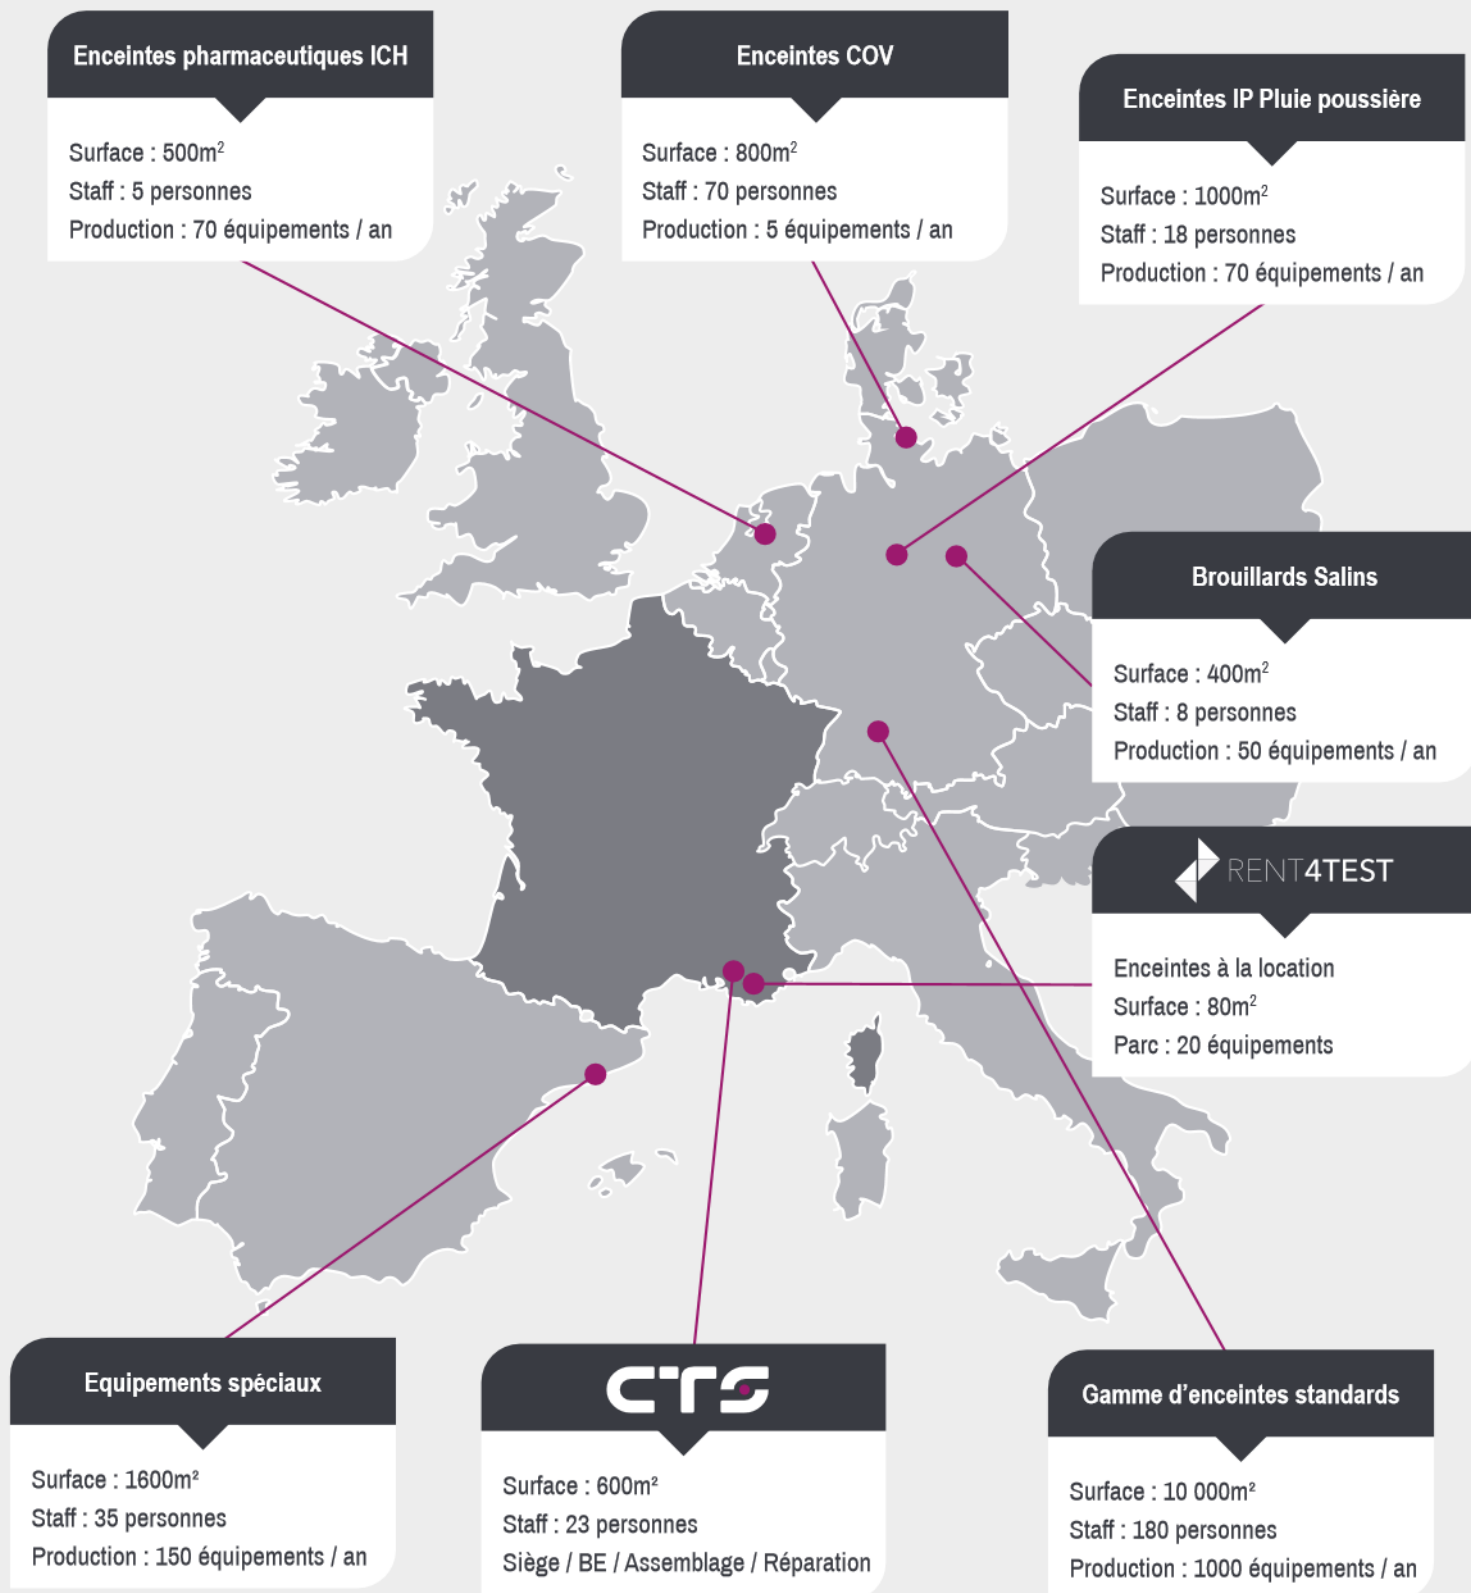 Enceintes pharmaceutiques ICH
Surface : 500m²
Staff : 5 personnes
Production : 70 équipements / an
Enceintes COV
Surface : 800m²
Staff : 70 personnes
Production : 5 équipements / an
Enceintes IP Pluie poussière
Surface : 1000m²
Staff : 18 personnes
Production : 70 équipements / an
Brouillards Salins
Surface : 400m²
Staff : 8 personnes
Production : 50 équipements / an
RENT4TEST
Enceintes à la location
Surface : 80m²
Parc : 20 équipements
Equipements spéciaux
Surface : 1600m²
Staff : 35 personnes
Production : 150 équipements / an
CTS
Surface : 600m²
Staff : 23 personnes
Siège / BE / Assemblage / Réparation
Gamme d’enceintes standards
Surface : 10 000m²
Staff : 180 personnes
Production : 1000 équipements / an